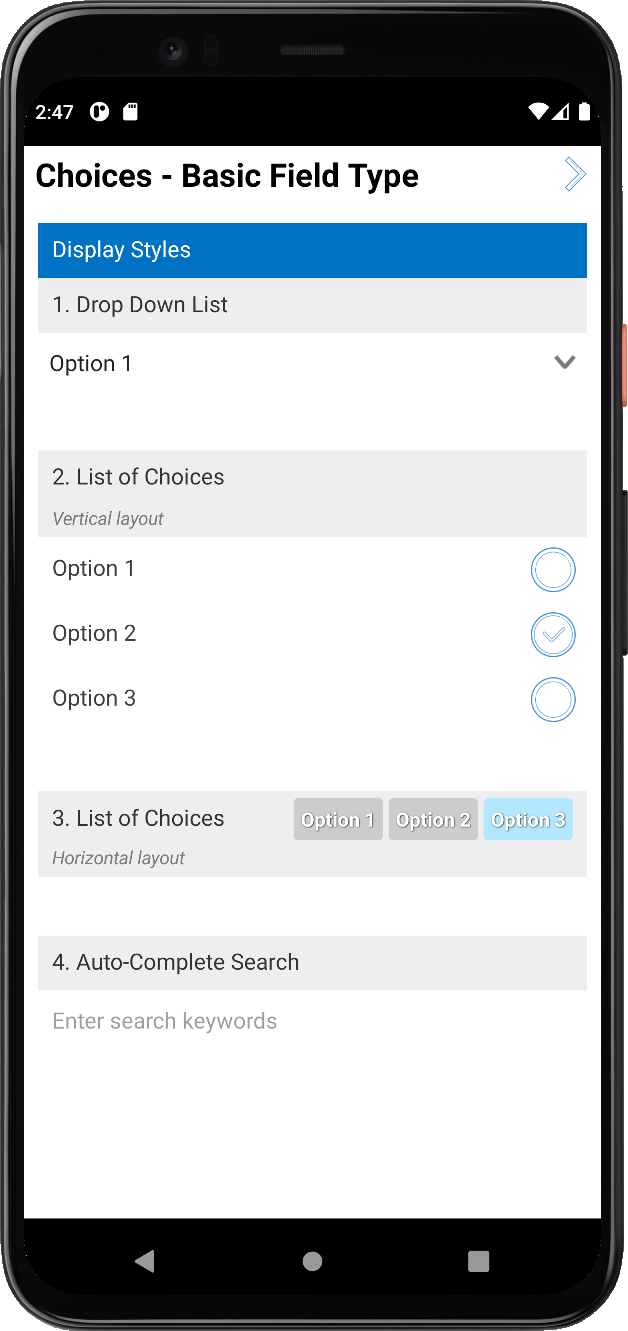 2:47
Choices - Basic Field Type
Display Styles
1. Drop Down List
Option 1
2. List of Choices
Vertical layout
Option 1
Option 2
Option 3
3. List of Choices
Option 1 Option 2 Option 3
Horizontal layout
4. Auto-Complete Search
Enter search keywords